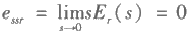 e_{ssr} = \lim_{s→0} sE_r(s) = 0